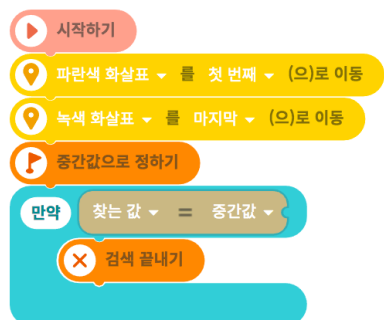 시작하기
파란색 화살표 를 첫 번째 (으)로 이동
녹색 화살표 를 마지막 (으)로 이동
중간값으로 정하기
만약 찾는 값 = 중간값
검색 끝내기